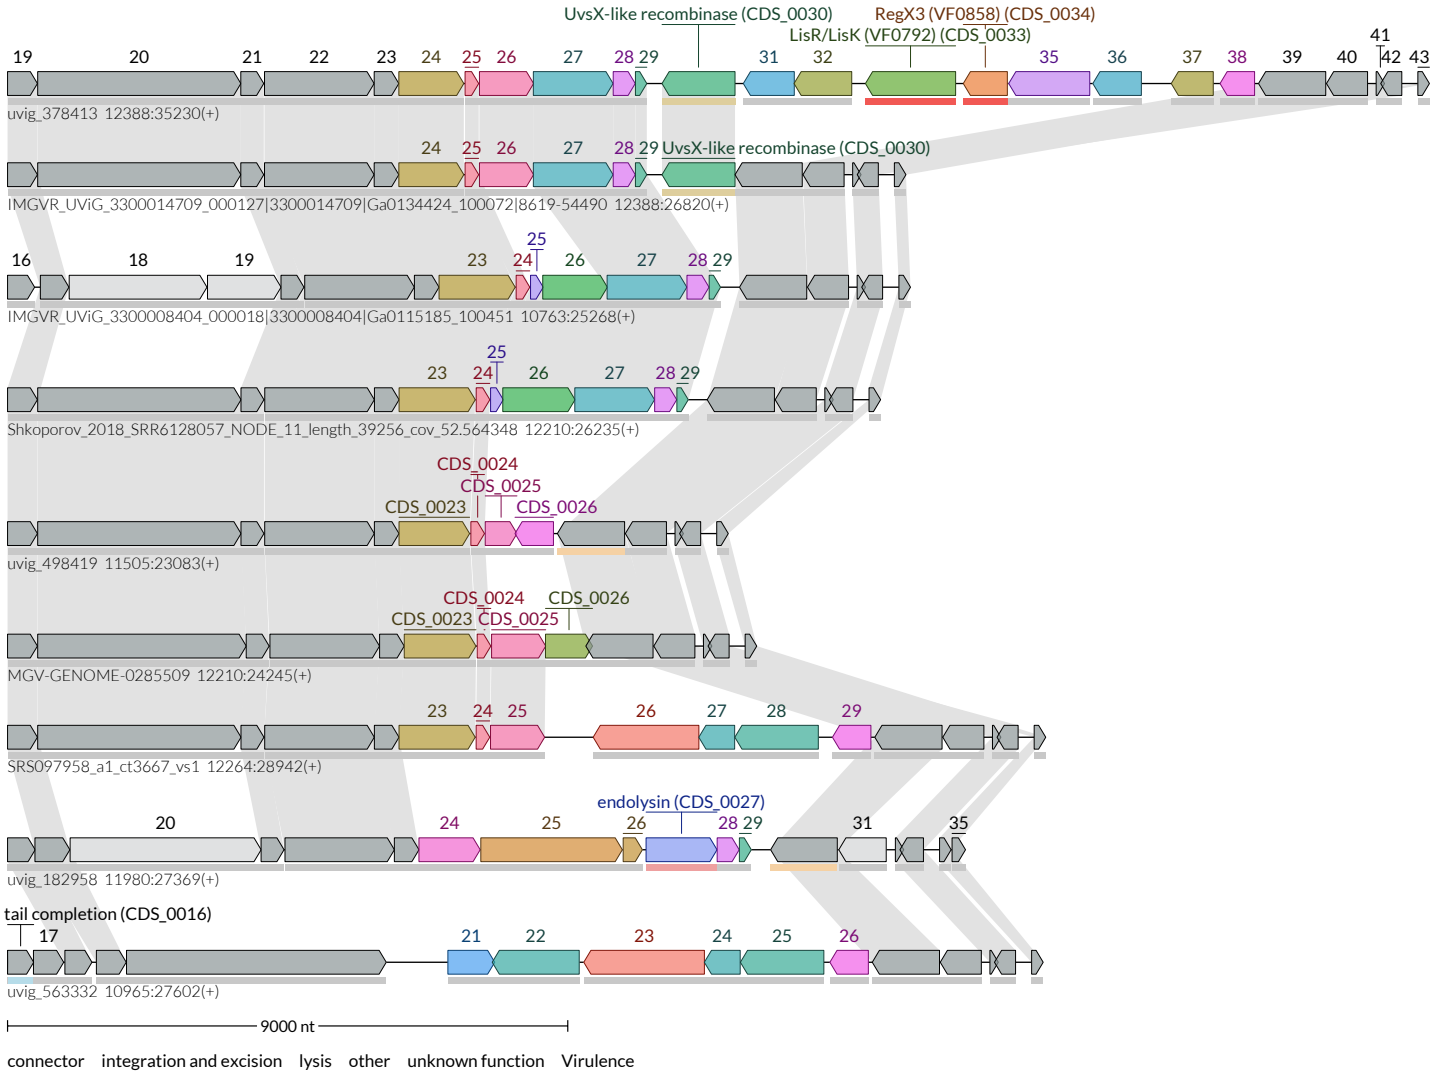 UvsX-like recombinase (CDS_0030) RegX3 (VF0858) (CDS_0034)
LisR/LisK (VF0792) (CDS_0033)
41
19 20 21 22 23 24 25 26 27 28 29 31 32 35 36 37 38 39 40 42 43
uvig_378413 12388:35230(+)
24 25 26 27 28 29 UvsX-like recombinase (CDS_0030)
IMGVR_UViG_3300014709_000127|3300014709|Ga0134424_100072|8619-54490 12388:26820(+)
25
16 18 19 23 24 26 27 28 29
IMGVR_UViG_3300008404_000018|3300008404|Ga0115185_100451 10763:25268(+)
25
23 24 26 27 28 29
Shkoporov_2018_SRR6128057_NODE_11_length_39256_cov_52.564348 12210:26235(+)
CDS_0024
CDS_0025
CDS_0023 CDS_0026
uvig_498419 11505:23083(+)
CDS_0024 CDS_0026
CDS_0023 CDS_0025
MGV-GENOME-0285509 12210:24245(+)
23 24 25 26 27 28 29
SRS097958_a1_ct3667_vs1 12264:28942(+)
endolysin (CDS_0027)
20 24 25 26 28 29 31 35
uvig_182958 11980:27369(+)
tail completion (CDS_0016)
17 21 22 23 24 25 26
uvig_563332 10965:27602(+)
9000 nt
connector integration and excision lysis other unknown function Virulence